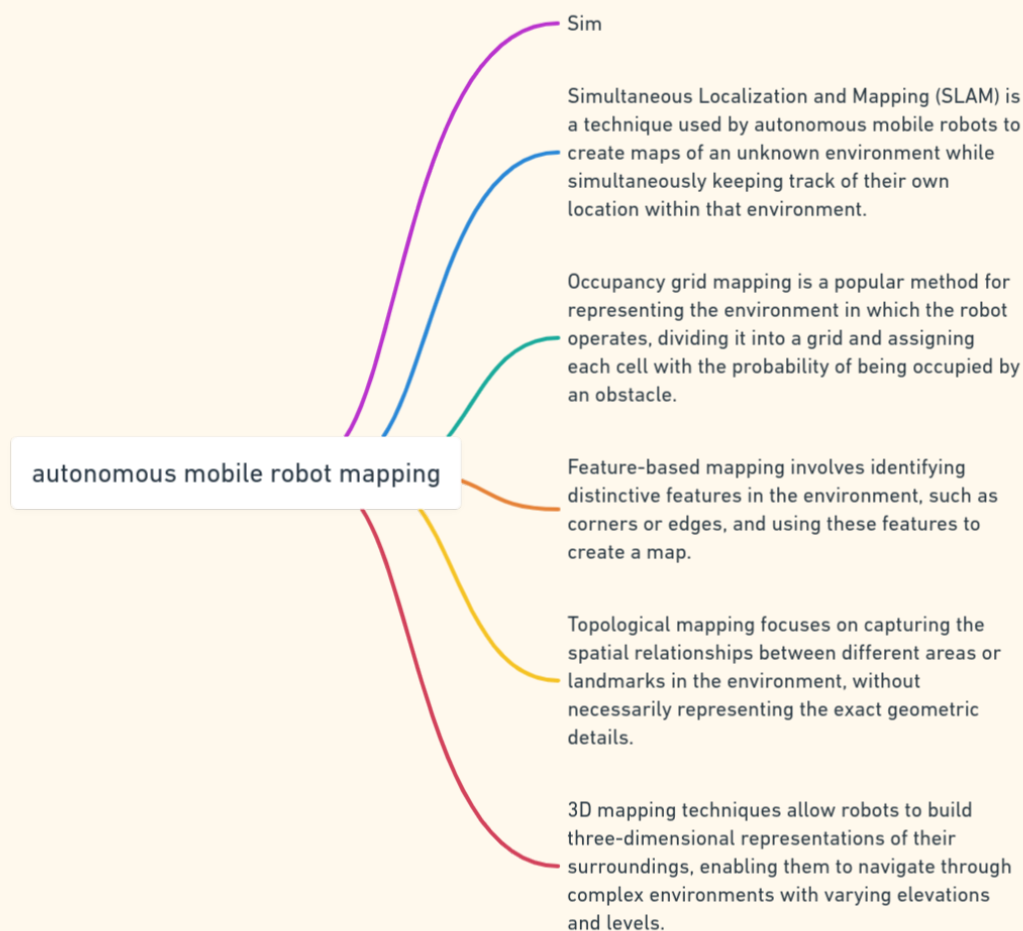 Sim
Simultaneous Localization and Mapping (SLAM) is
a technique used by autonomous mobile robots to
create maps of an unknown environment while
simultaneously keeping track of their own
location within that environment.
Occupancy grid mapping is a popular method for
representing the environment in which the robot
operates, dividing it into a grid and assigning
each cell with the probability of being occupied by
an obstacle.
autonomous mobile robot mapping
Feature-based mapping involves identifying
distinctive features in the environment, such as
corners or edges, and using these features to
create a map.
Topological mapping focuses on capturing the
spatial relationships between different areas or
landmarks in the environment, without
necessarily representing the exact geometric
details.
3D mapping techniques allow robots to build
three-dimensional representations of their
surroundings, enabling them to navigate through
complex environments with varying elevations
and levels.